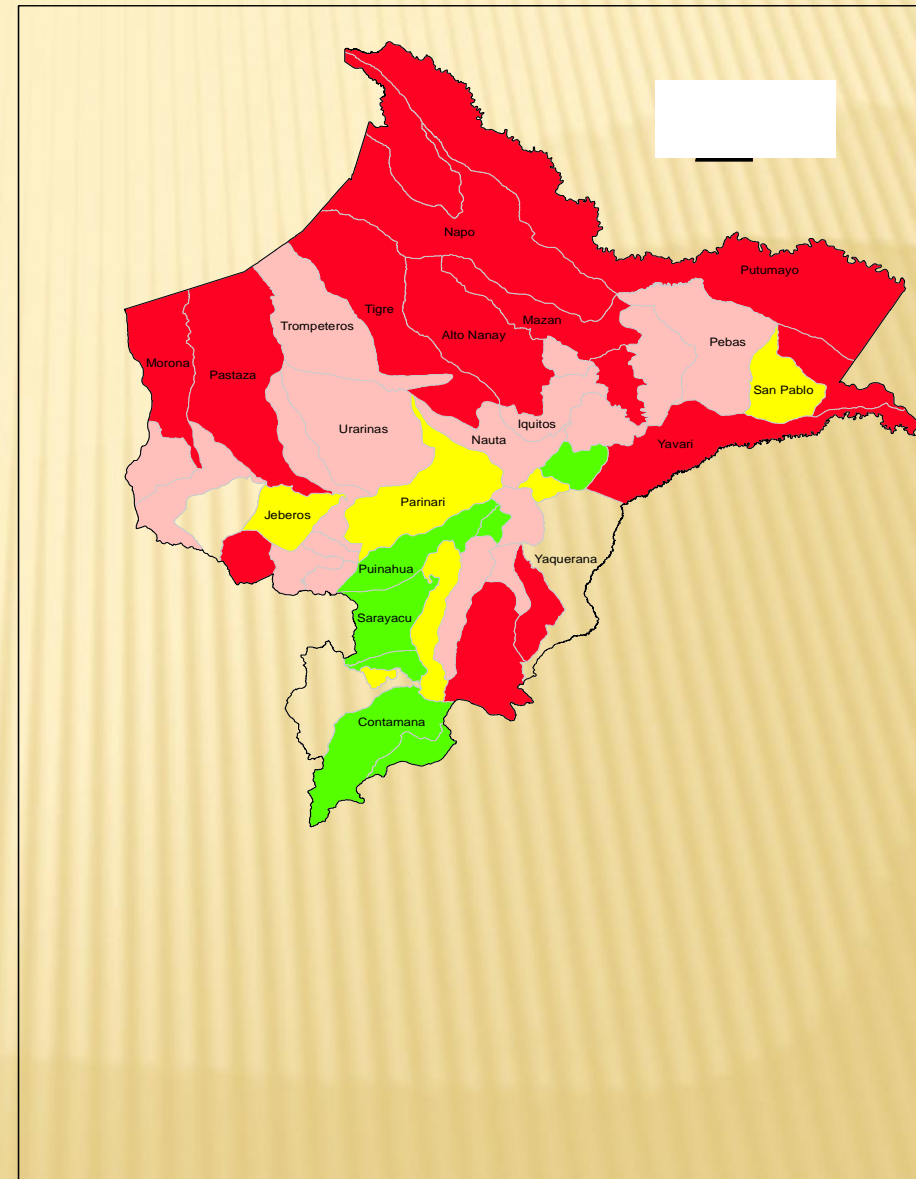 Napo
Putumayo
Tigre
Mazan
Trompeteros
Alto Nanay
Pebas
Morona
Pastaza
San Pablo
Iquitos
Urarinas
Nauta
Yavari
Parinari
Jeberos
Yaquerana
Puinahua
Sarayacu
Contamana